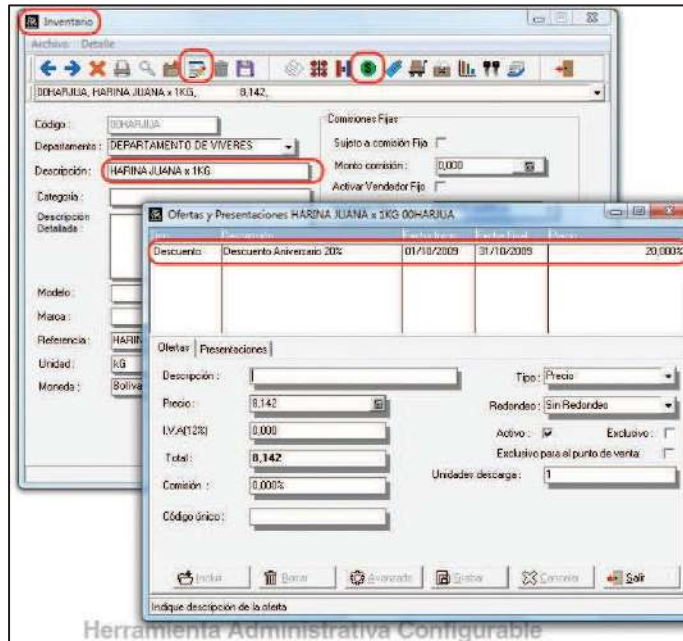 Inventario
Archivo Detalle
00HARJUA, HARINA JUANA x 1KG, 8,142,
Código : 00HARJUA
Departamento : DEPARTAMENTO DE VIVERES
Descripción : HARINA JUANA x 1KG
Categoria :
Descripción Detallada :
Modelo :
Marca :
Referencia : HARIN
Unidad : kG
Moneda : Boliva
Comisiones Fijas
Sujeto a comisión Fija
Monto comisión : 0,000
Activar Vendedor Fijo
Ofertas y Presentaciones HARINA JUANA x 1KG 00HARJUA
Descuento Descuento Aniversario 20% 01/10/2009 31/10/2009 20,000%
Ofertas Presentaciones
Descripción : Tipo : Precio
Precio : 8,142 Redondeo : Sin Redondeo
I.V.A(12%) 0,000 Activo : Exclusivo :
Total : 8,142 Exclusivo para el punto de venta
Comisión : 0,000% Unidades descarga : 1
Código único :
Incluir Borrar Avanzado Grabar Cancelar Salir
Indique descripción de la oferta
Herramienta Administrativa Configurable